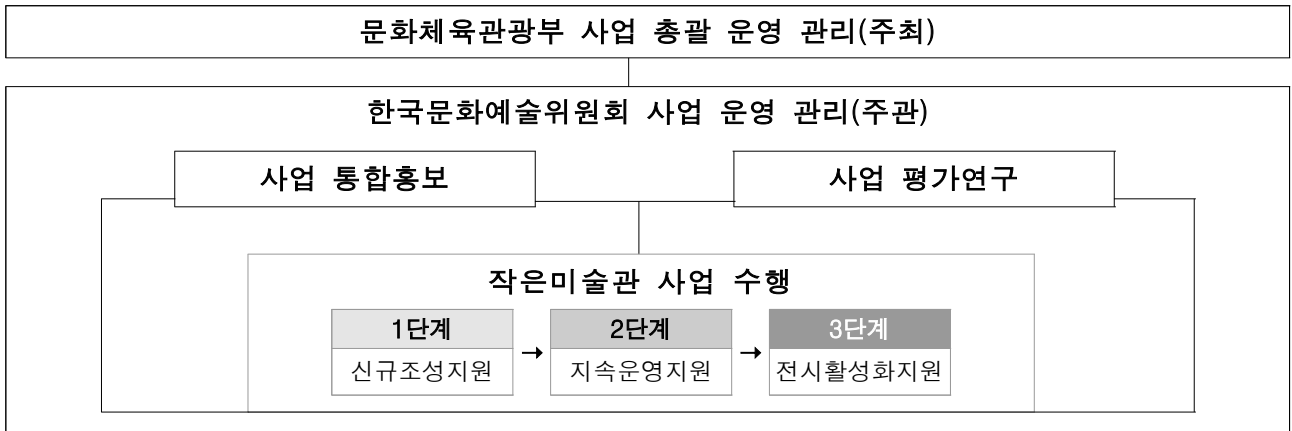 문화체육관광부 사업 총괄 운영 관리(주최)
한국문화예술위원회 사업 운영 관리(주관)
사업 통합홍보
사업 평가연구
작은미술관 사업 수행
1단계 2단계 3단계
신규조성지원 → 지속운영지원 → 전시활성화지원